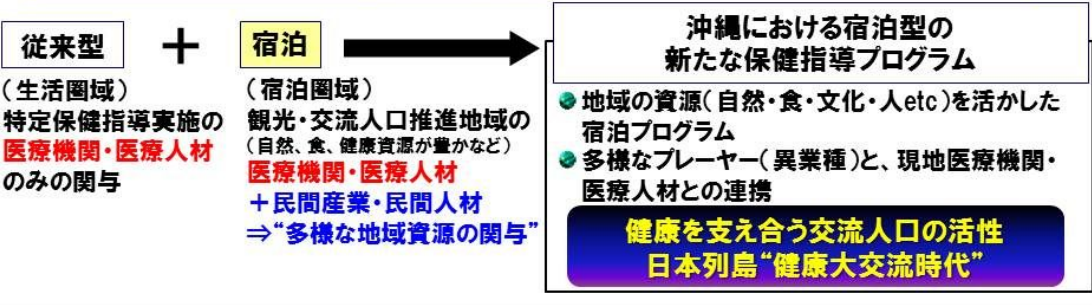 従来型
＋
宿泊
（生活圏域）
特定保健指導実施の
医療機関・医療人材
のみの関与
（宿泊圏域）
観光・交流人口推進地域の
（自然、食、健康資源が豊かなど）
医療機関・医療人材
＋民間産業・民間人材
⇒“多様な地域資源の関与”
沖縄における宿泊型の
新たな保健指導プログラム
地域の資源（自然・食・文化・人etc）を活かした
宿泊プログラム
多様なプレーヤー（異業種）と、現地医療機関・
医療人材との連携
健康を支え合う交流人口の活性
日本列島“健康大交流時代”